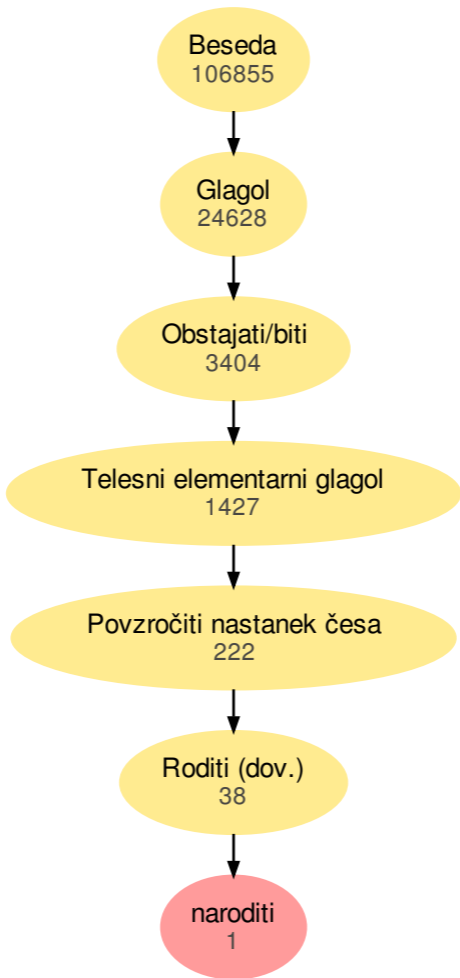 Beseda
106855
Glagol
24628
Obstajati/biti
3404
Telesni elementarni glagol
1427
Povzročiti nastanek česa
222
Roditi (dov.)
38
naroditi
1